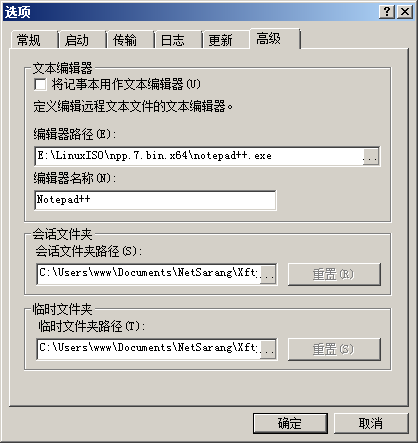 选项
常规 启动 传输 日志 更新 高级
文本编辑器
将记事本用作文本编辑器(U)
定义编辑远程文本文件的文本编辑器。
编辑器路径(E):
E:\LinuxISO\npp.7.bin.x64\notepad++.exe ...
编辑器名称(N):
Notepad++
会话文件夹
会话文件夹路径(S):
C:\Users\www\Documents\NetSarang\Xft ... 重置(R)
临时文件夹
临时文件夹路径(T):
C:\Users\www\Documents\NetSarang\Xft ... 重置(S)
确定 取消